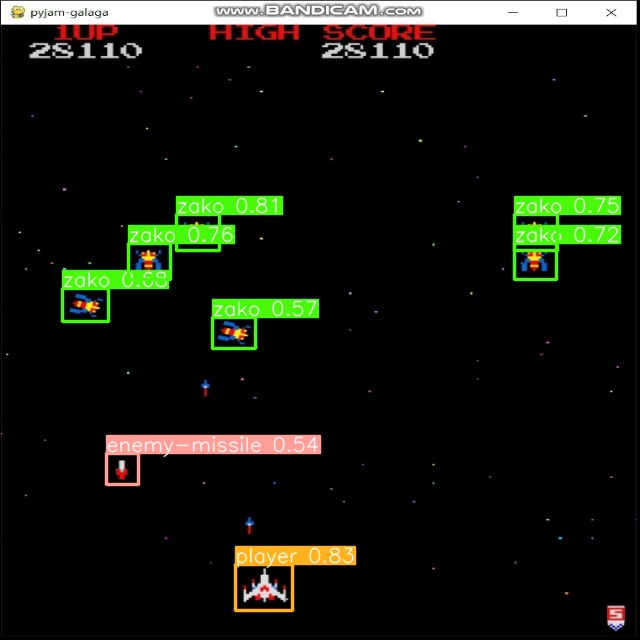 pyjam-galaga
www.BANDICAM.com
1UP HIGH SCORE
28110 28110
zako 0.81
zako 0.75
zako 0.76
zako 0.72
zako 0.68
zako 0.57
enemy-missile 0.54
player 0.83
5